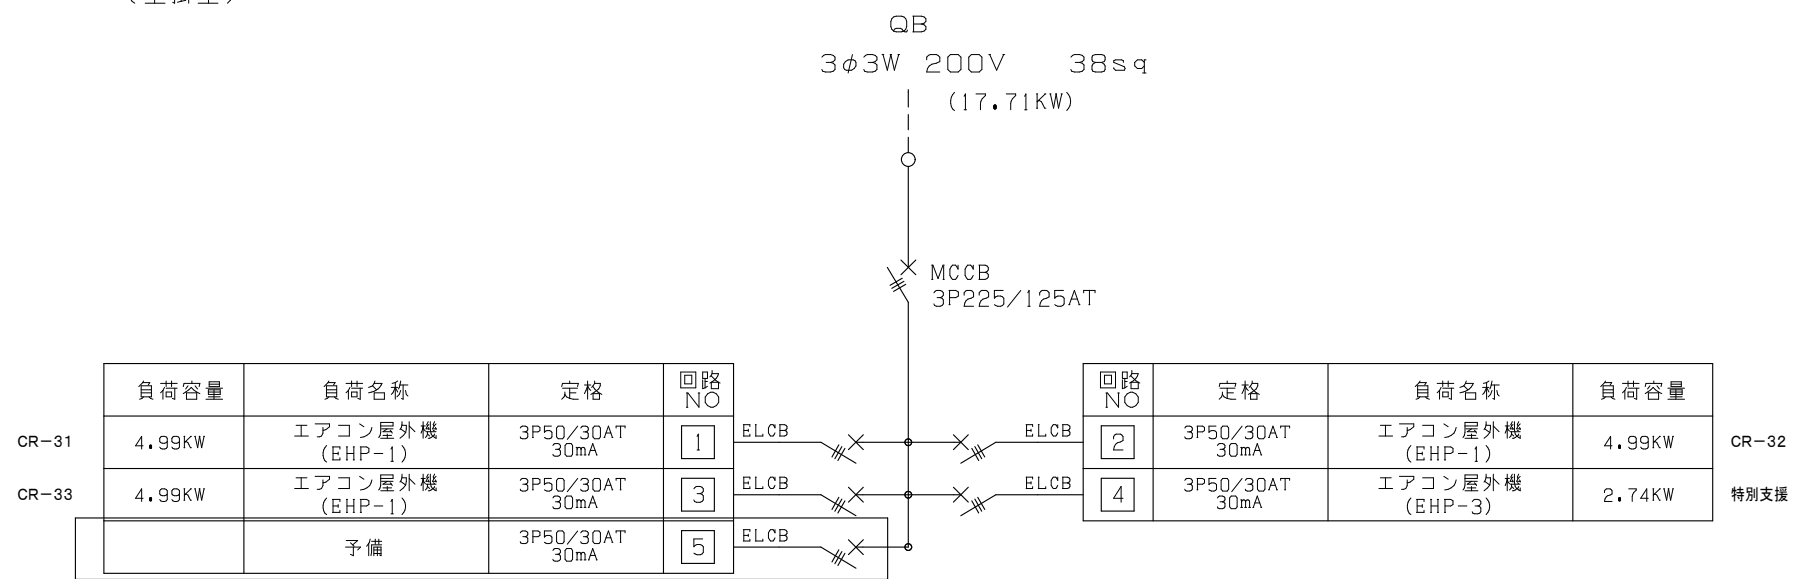 QB
3φ3W 200V 38sq
(17.71KW)
MCCB
3P225/125AT
負荷容量 負荷名称 定格 回路NO
CR-31 4.99KW エアコン屋外機 (EHP-1) 3P50/30AT 30mA 1 ELCB
CR-33 4.99KW エアコン屋外機 (EHP-1) 3P50/30AT 30mA 3 ELCB
予備 3P50/30AT 30mA 5 ELCB
回路NO 定格 負荷名称 負荷容量
ELCB 2 3P50/30AT 30mA エアコン屋外機 (EHP-1) 4.99KW CR-32
ELCB 4 3P50/30AT 30mA エアコン屋外機 (EHP-3) 2.74KW 特別支援